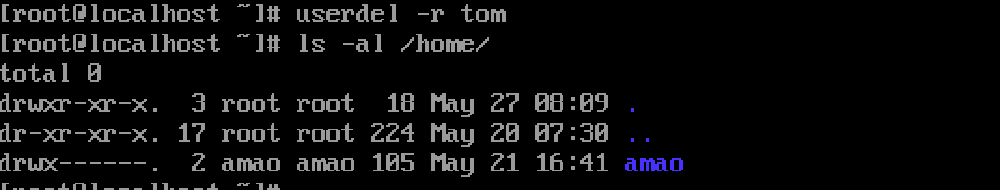 [root@localhost ~]# userdel -r tom
[root@localhost ~]# ls -al /home/
total 0
drwxr-xr-x.  3 root root  18 May 27 08:09 .
dr-xr-xr-x. 17 root root 224 May 20 07:30 ..
drwx------.  2 amao amao 105 May 21 16:41 amao
[root@localhost ~]#